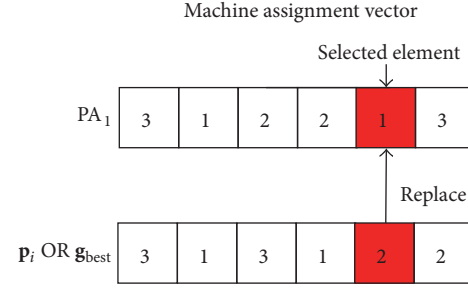 Machine assignment vector
Selected element
PA1 3 1 2 2 1 3
Replace
pi OR gbest 3 1 3 1 2 2